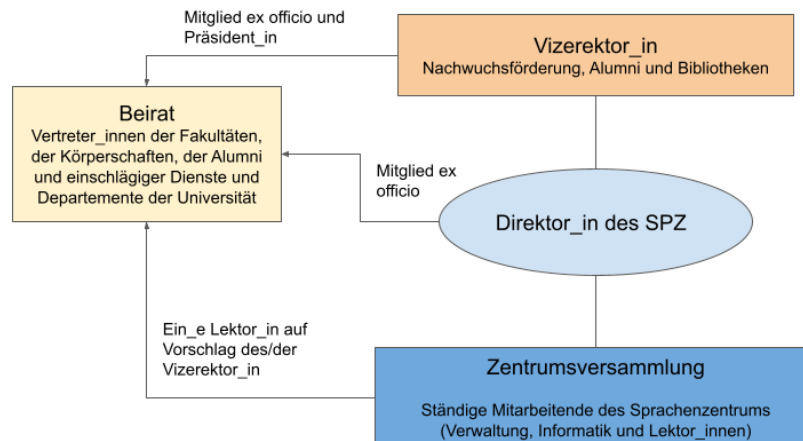 Mitglied ex officio und
Präsident_in
Vizerektor_in
Nachwuchsförderung, Alumni und Bibliotheken
Beirat
Vertreter_innen der Fakultäten,
der Körperschaften, der Alumni
und einschlägiger Dienste und
Departemente der Universität
Mitglied ex
officio
Direktor_in des SPZ
Ein_e Lektor_in auf
Vorschlag des/der
Vizerektor_in
Zentrumsversammlung
Ständige Mitarbeitende des Sprachenzentrums
(Verwaltung, Informatik und Lektor_innen)